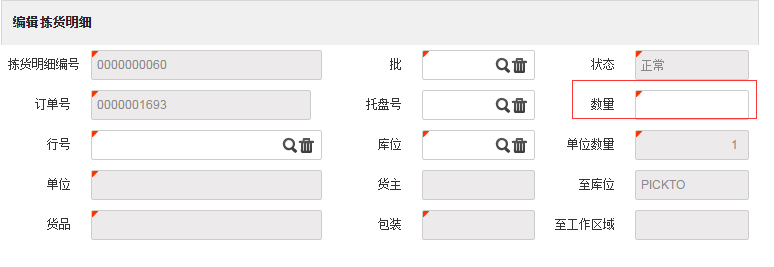 编辑拣货明细
拣货明细编号 0000000060 批 状态 正常
订单号 0000001693 托盘号 数量
行号 库位 单位数量 1
单位 货主 至库位 PICKTO
货品 包装 至工作区域